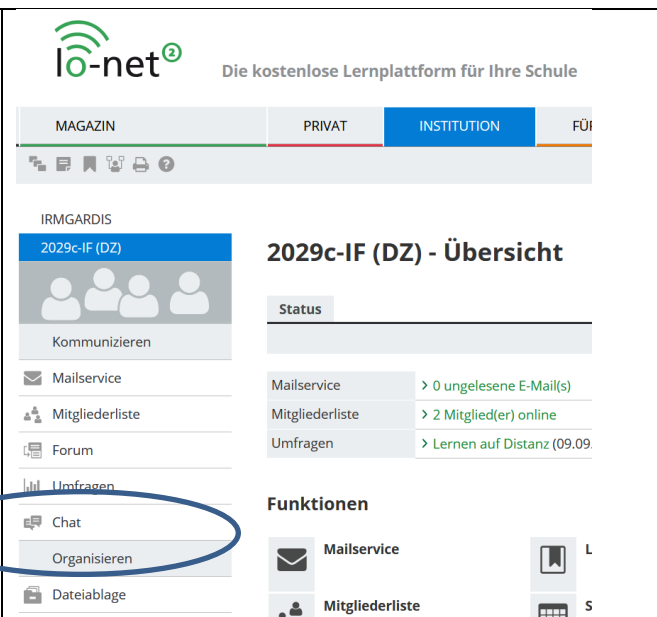 lo-net²
Die kostenlose Lernplattform für Ihre Schule
MAGAZIN PRIVAT INSTITUTION
IRMGARDIS
2029c-IF (DZ)
Kommunizieren
Mailservice
Mitgliederliste
Forum
Umfragen
Chat
Organisieren
Dateiablage
2029c-IF (DZ) - Übersicht
Status
Mailservice > 0 ungelesene E-Mail(s)
Mitgliederliste > 2 Mitglied(er) online
Umfragen > Lernen auf Distanz (09.09.
Funktionen
Mailservice L
Mitgliederliste S